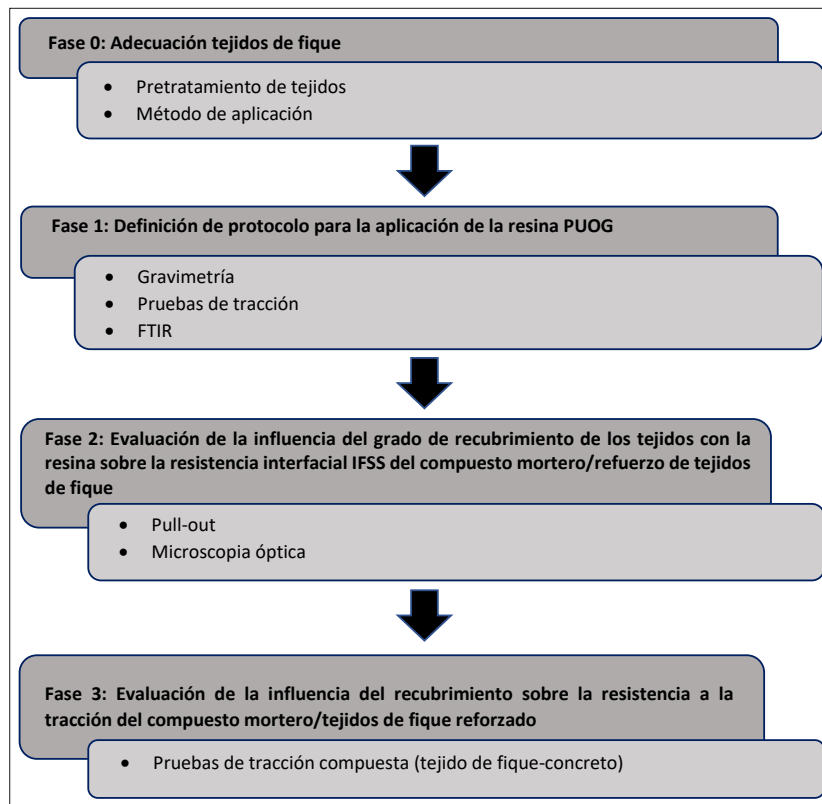 Fase 0: Adecuación tejidos de fique
• Pretratamiento de tejidos
• Método de aplicación
Fase 1: Definición de protocolo para la aplicación de la resina PUOG
• Gravimetría
• Pruebas de tracción
• FTIR
Fase 2: Evaluación de la influencia del grado de recubrimiento de los tejidos con la
resina sobre la resistencia interfacial IFSS del compuesto mortero/refuerzo de tejidos
de fique
• Pull-out
• Microscopia óptica
Fase 3: Evaluación de la influencia del recubrimiento sobre la resistencia a la
tracción del compuesto mortero/tejidos de fique reforzado
• Pruebas de tracción compuesta (tejido de fique-concreto)